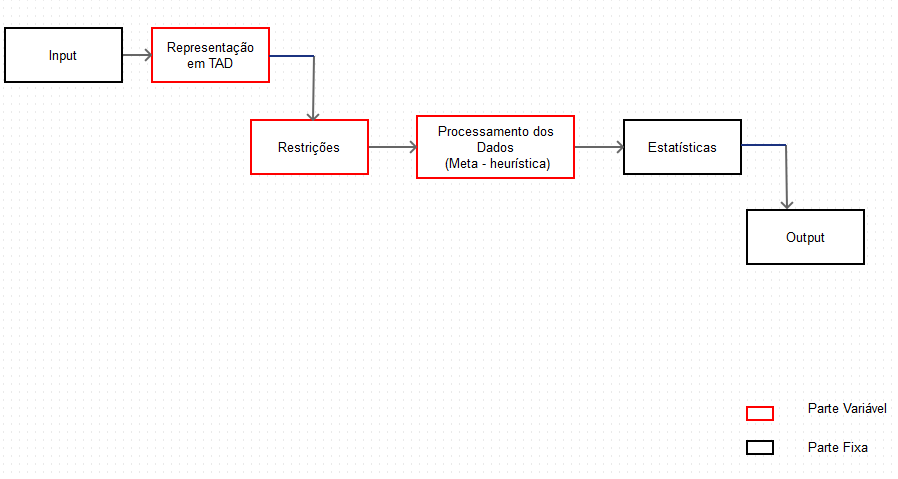 Input
Representação
em TAD
Restrições
Processamento dos
Dados
(Meta - heurística)
Estatísticas
Output
Parte Variável
Parte Fixa